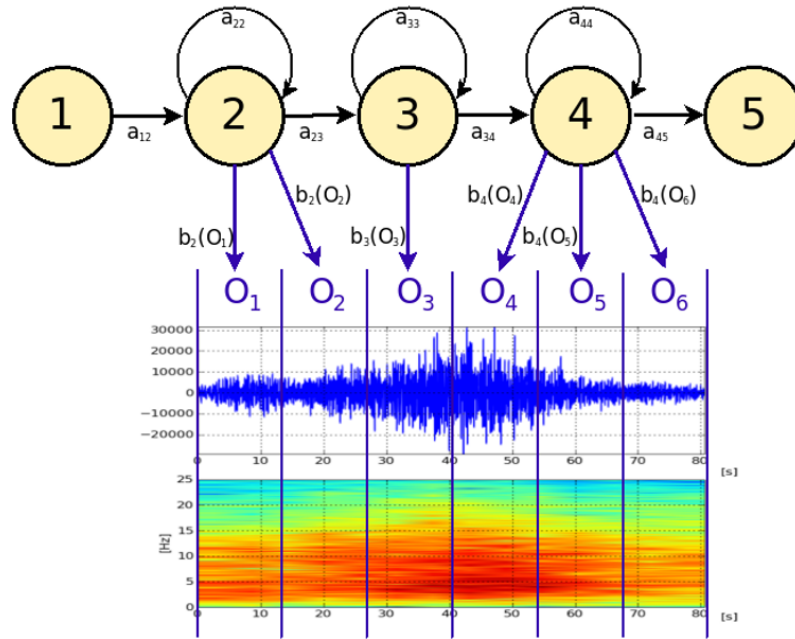 a₂₂ a₃₃ a₄₄
1 2 3 4 5
a₁₂ a₂₃ a₃₄ a₄₅
b₂(O₂) b₄(O₄) b₄(O₆)
b₂(O₁) b₃(O₃) b₄(O₅)
O₁ O₂ O₃ O₄ O₅ O₆
30000
20000
10000
0
−10000
−20000
0 10 20 30 40 50 60 70 80 [s]
25
20
15
10
5
0
[Hz]
0 10 20 30 40 50 60 70 80 [s]